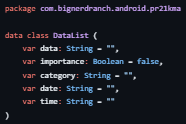 package com.bignerdranch.android.pr21kma
data class DataList (
var data: String = "",
var importance: Boolean = false,
var category: String = "",
var date: String = "",
var time: String = ""
)